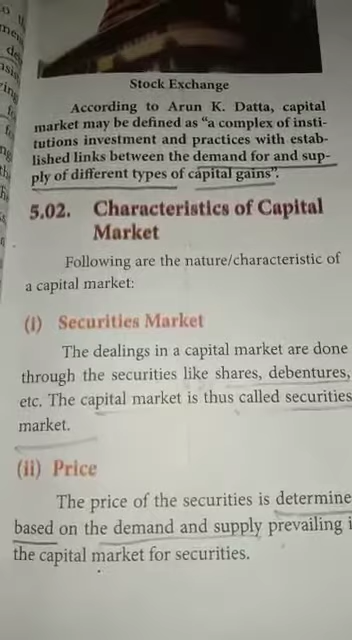 Stock Exchange
According to Arun K. Datta, capital
market may be defined as "a complex of insti-
tutions investment and practices with estab-
lished links between the demand for and sup-
ply of different types of capital gains".
5.02. Characteristics of Capital
Market
Following are the nature/characteristic of
a capital market:
(i) Securities Market
The dealings in a capital market are done
through the securities like shares, debentures,
etc. The capital market is thus called securities
market.
(ii) Price
The price of the securities is determine
based on the demand and supply prevailing i
the capital market for securities.